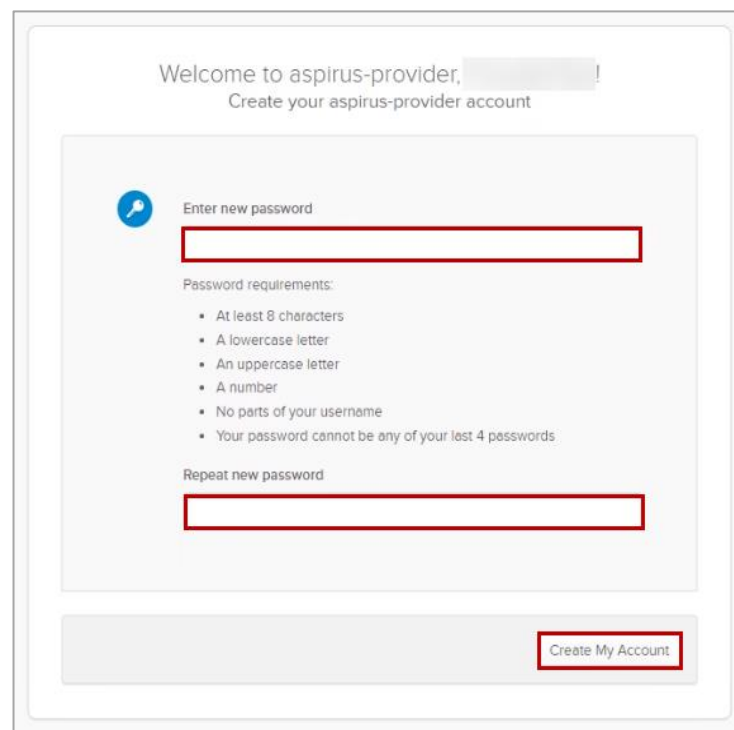 Welcome to aspirus-provider, !
Create your aspirus-provider account
Enter new password
Password requirements:
• At least 8 characters
• A lowercase letter
• An uppercase letter
• A number
• No parts of your username
• Your password cannot be any of your last 4 passwords
Repeat new password
Create My Account